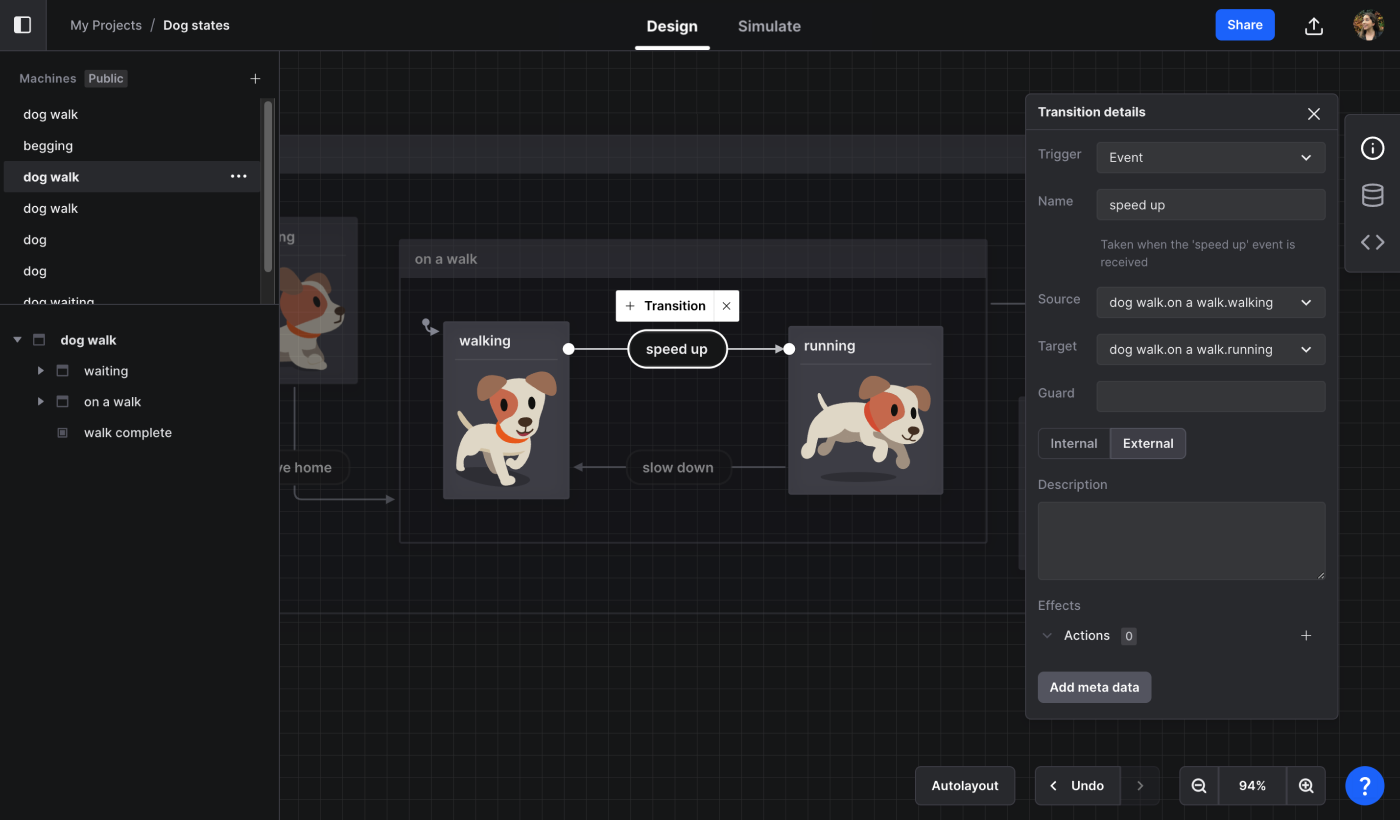 My Projects / Dog states
Design
Simulate
Share
Machines Public
dog walk
begging
dog walk
dog walk
dog
dog
dog waiting
dog walk
waiting
on a walk
walk complete
on a walk
+ Transition
walking
speed up
running
slow down
home
Transition details
Trigger
Event
Name
speed up
Taken when the 'speed up' event is
received
Source
dog walk.on a walk.walking
Target
dog walk.on a walk.running
Guard
Internal
External
Description
Effects
Actions 0
Add meta data
Autolayout
Undo
94%
?